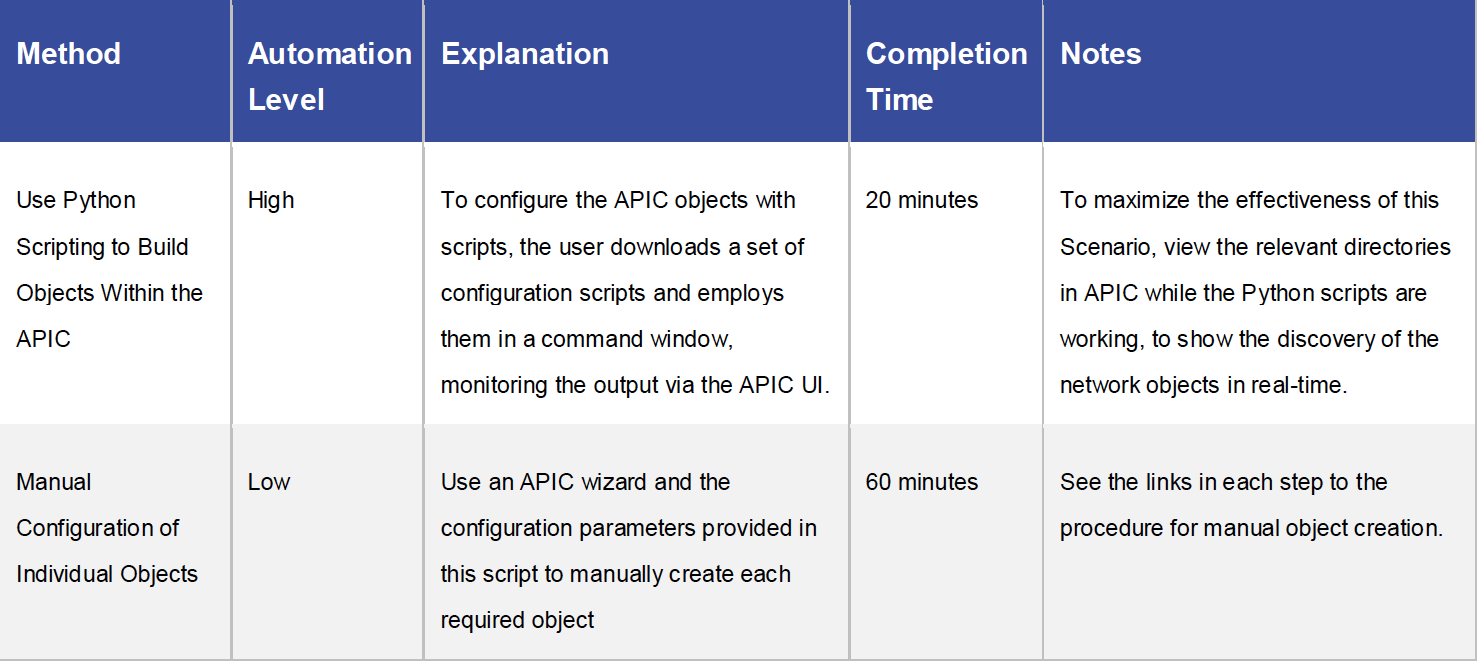 Method
Automation
Level
Explanation
Completion
Time
Notes
Use Python
Scripting to Build
Objects Within the
APIC
High
To configure the APIC objects with
scripts, the user downloads a set of
configuration scripts and employs
them in a command window,
monitoring the output via the APIC UI.
20 minutes
To maximize the effectiveness of this
Scenario, view the relevant directories
in APIC while the Python scripts are
working, to show the discovery of the
network objects in real-time.
Manual
Configuration of
Individual Objects
Low
Use an APIC wizard and the
configuration parameters provided in
this script to manually create each
required object
60 minutes
See the links in each step to the
procedure for manual object creation.